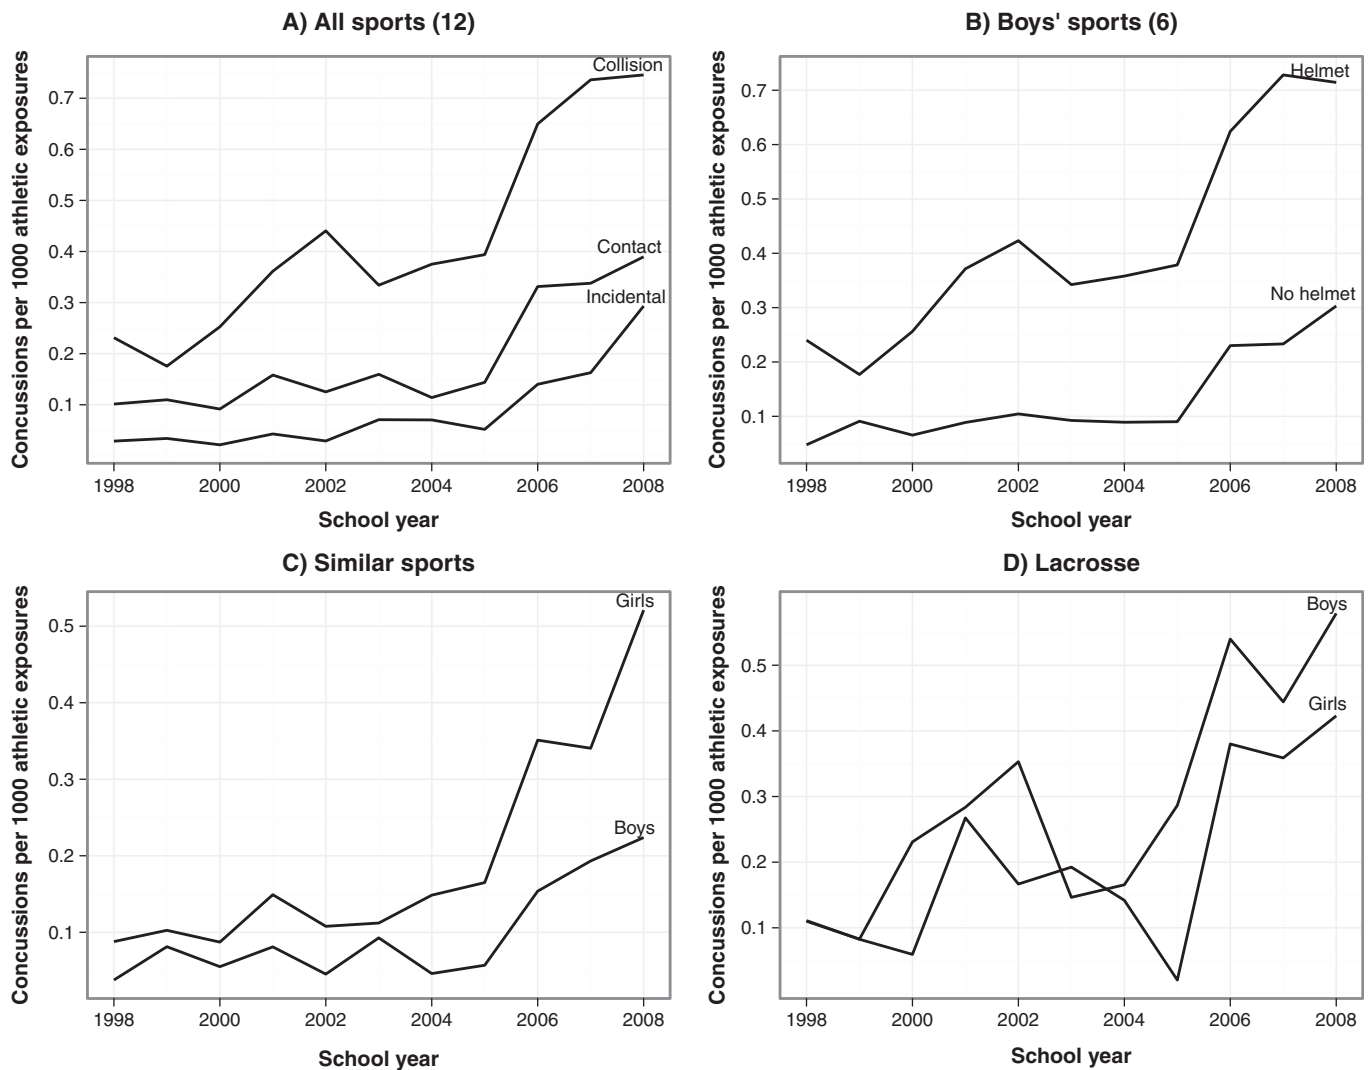 A) All sports (12)
Concussions per 1000 athletic exposures
0.7
0.6
0.5
0.4
0.3
0.2
0.1
Collision
Contact
Incidental
1998 2000 2002 2004 2006 2008
School year
B) Boys' sports (6)
Concussions per 1000 athletic exposures
0.7
0.6
0.5
0.4
0.3
0.2
0.1
Helmet
No helmet
1998 2000 2002 2004 2006 2008
School year
C) Similar sports
Concussions per 1000 athletic exposures
0.5
0.4
0.3
0.2
0.1
Girls
Boys
1998 2000 2002 2004 2006 2008
School year
D) Lacrosse
Concussions per 1000 athletic exposures
0.5
0.4
0.3
0.2
0.1
Boys
Girls
1998 2000 2002 2004 2006 2008
School year